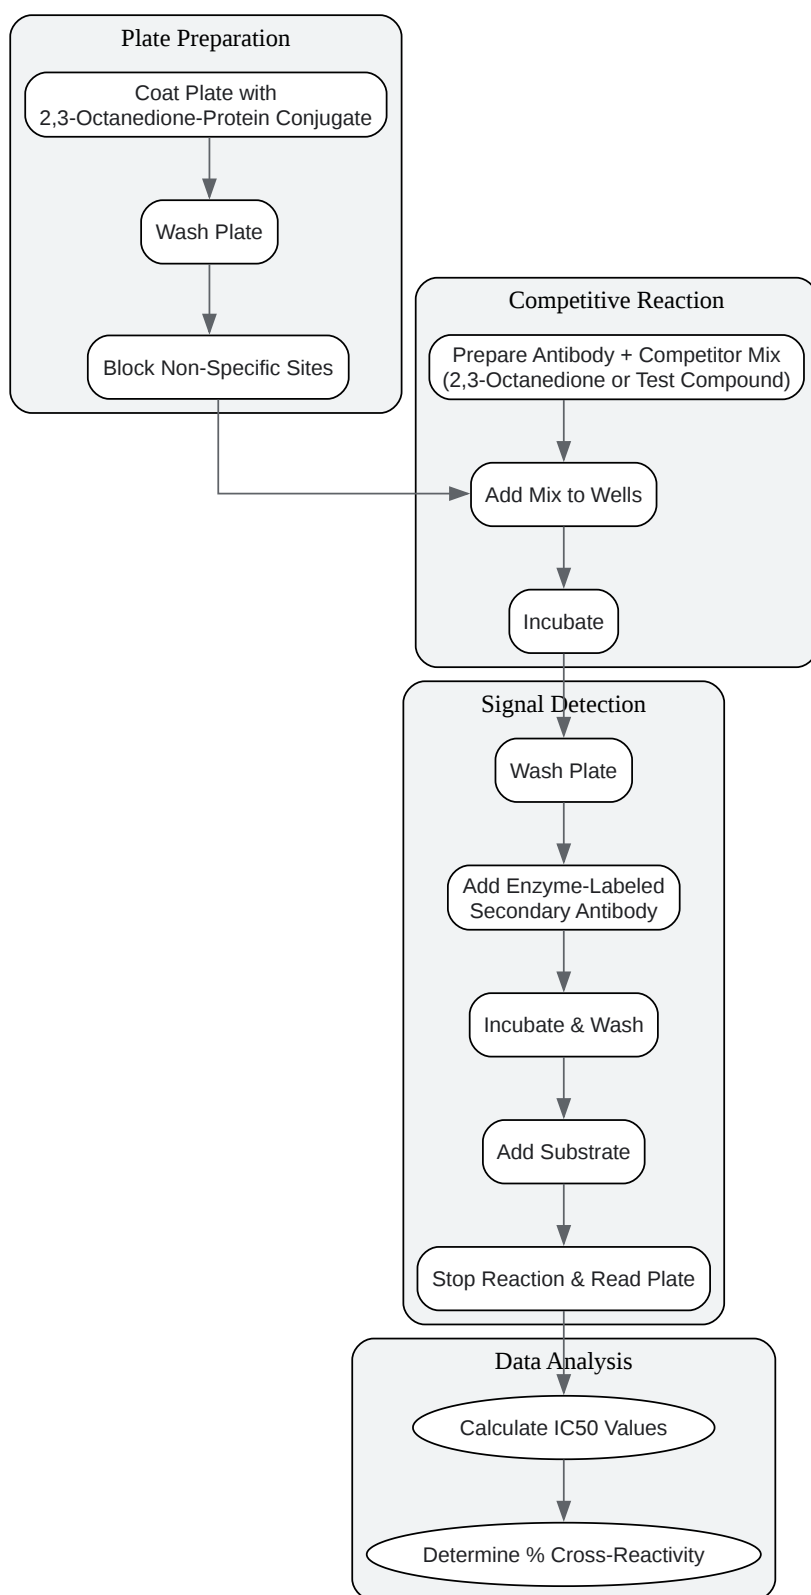 Plate Preparation
Coat Plate with
2,3-Octanedione-Protein Conjugate
Wash Plate
Block Non-Specific Sites
Competitive Reaction
Prepare Antibody + Competitor Mix
(2,3-Octanedione or Test Compound)
Add Mix to Wells
Incubate
Signal Detection
Wash Plate
Add Enzyme-Labeled
Secondary Antibody
Incubate & Wash
Add Substrate
Stop Reaction & Read Plate
Data Analysis
Calculate IC50 Values
Determine % Cross-Reactivity